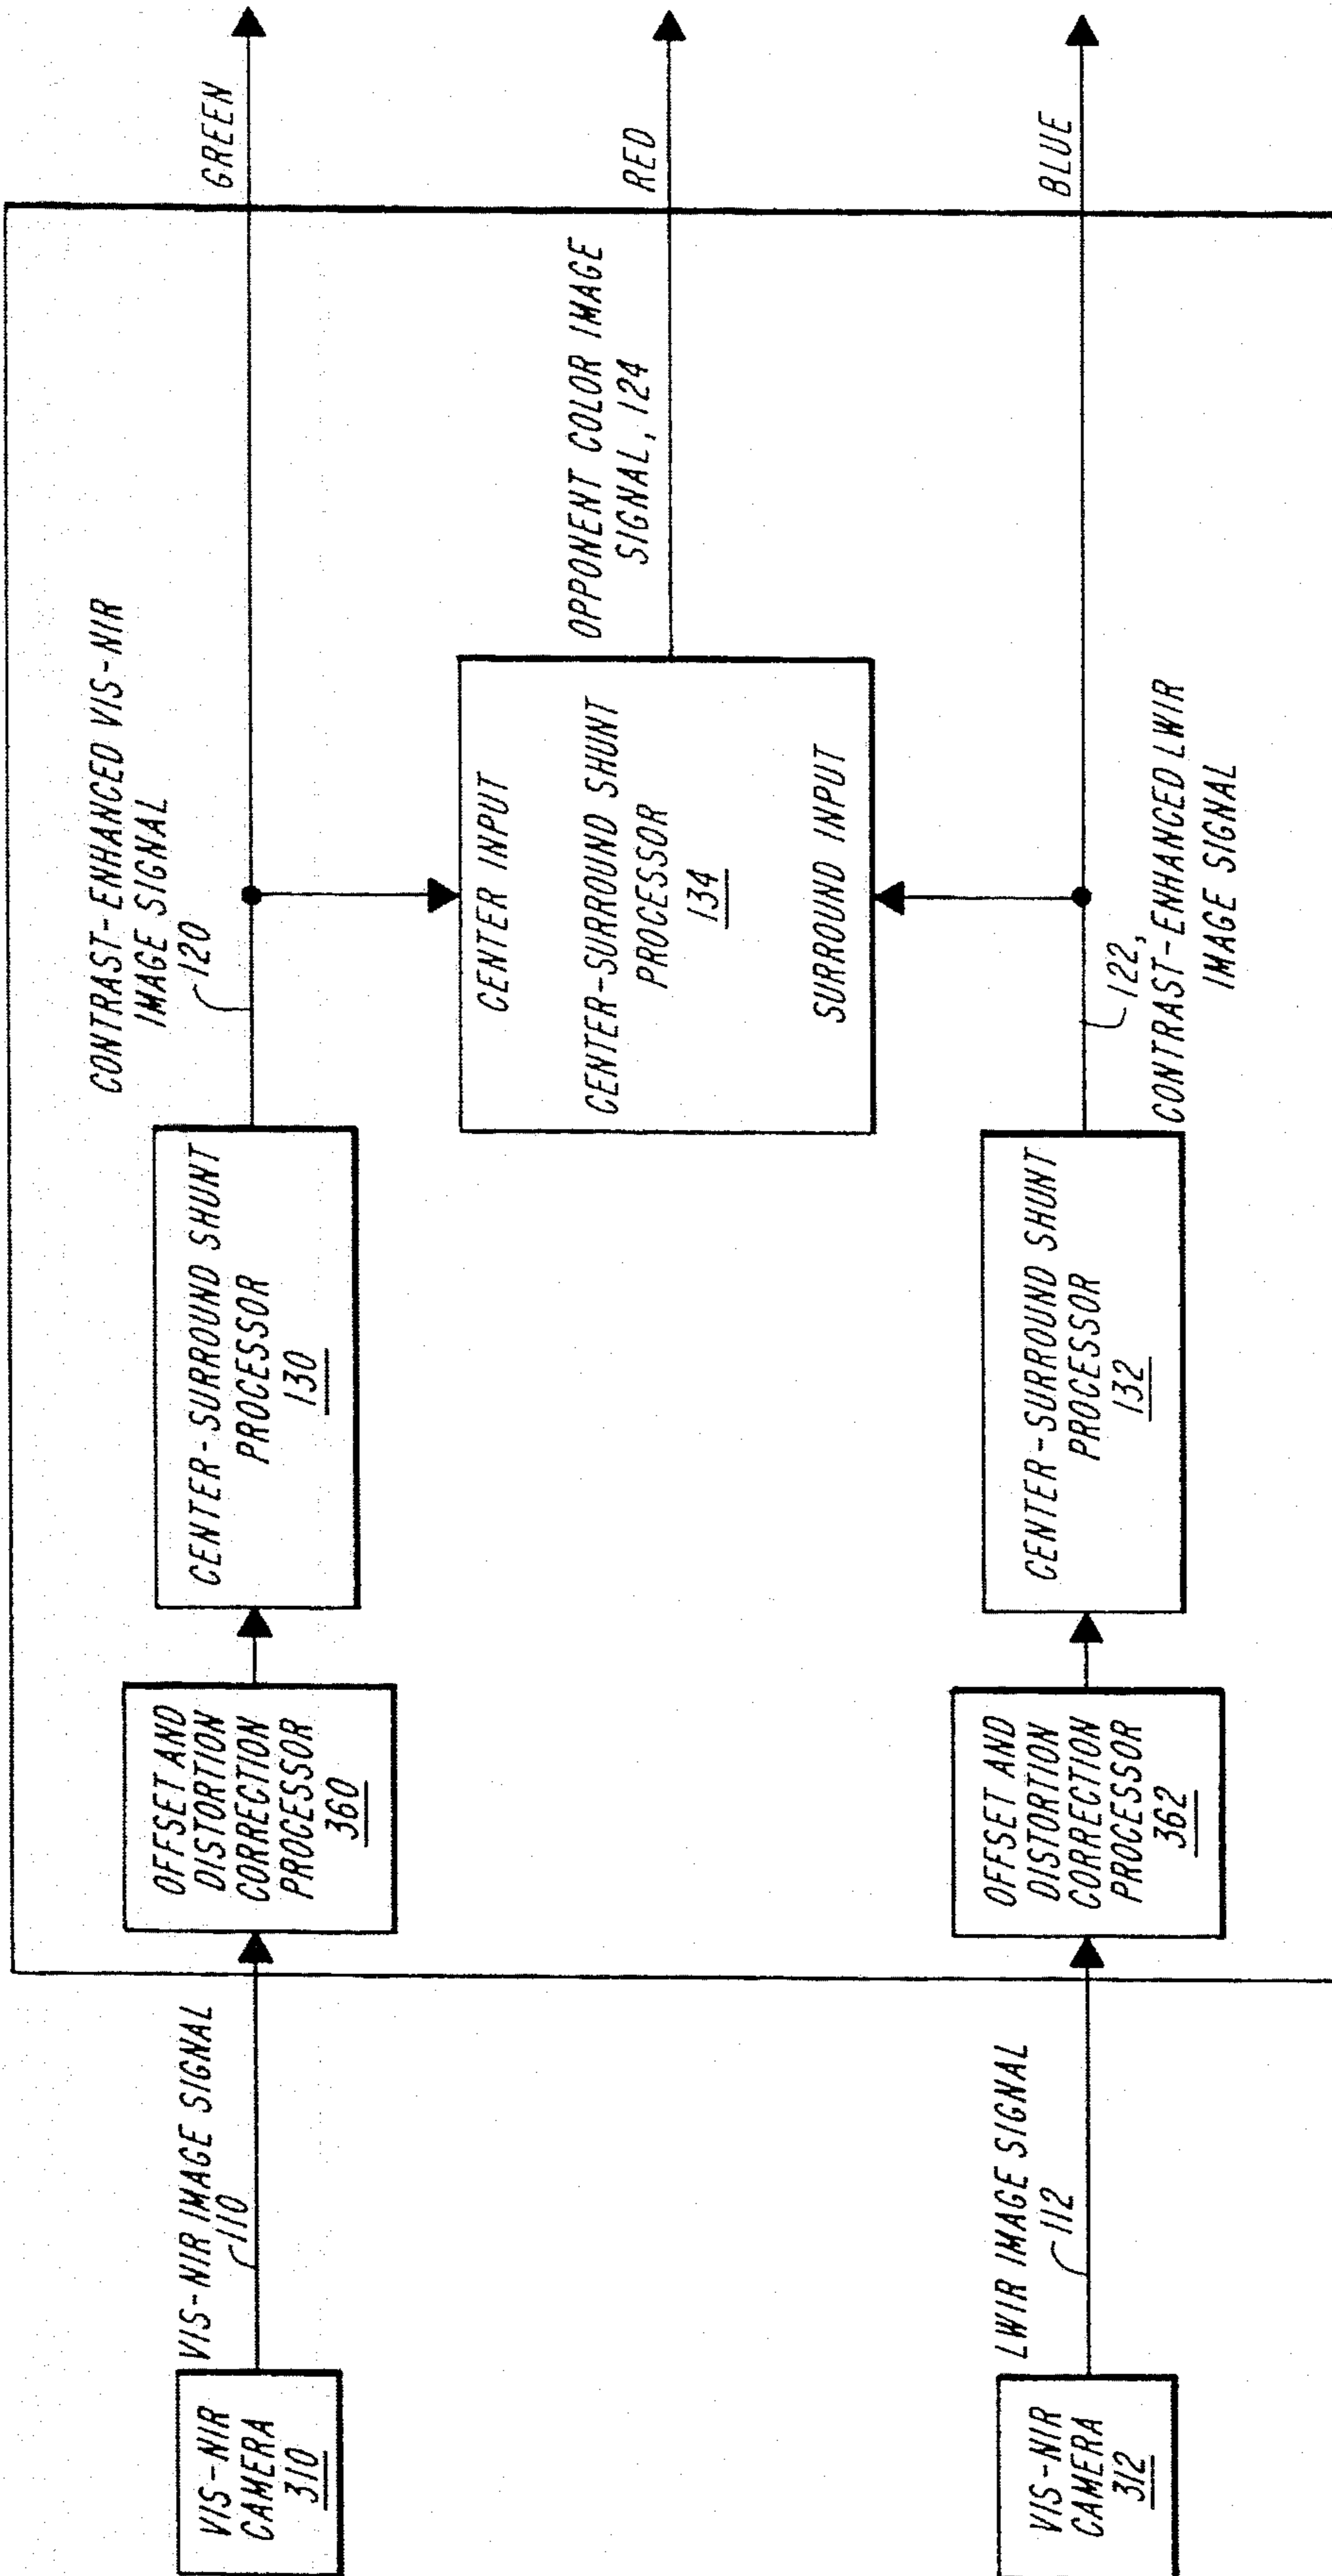 VIS-NIR
CAMERA
310
VIS-NIR IMAGE SIGNAL
110
OFFSET AND
DISTORTION
CORRECTION
PROCESSOR
360
CENTER-SURROUND SHUNT
PROCESSOR
130
CONTRAST-ENHANCED VIS-NIR
IMAGE SIGNAL
120
GREEN
CENTER INPUT
CENTER-SURROUND SHUNT
PROCESSOR
134
SURROUND INPUT
OPPONENT COLOR IMAGE
SIGNAL, 124
RED
VIS-NIR
CAMERA
312
LWIR IMAGE SIGNAL
112
OFFSET AND
DISTORTION
CORRECTION
PROCESSOR
362
CENTER-SURROUND SHUNT
PROCESSOR
132
122,
CONTRAST-ENHANCED LWIR
IMAGE SIGNAL
BLUE